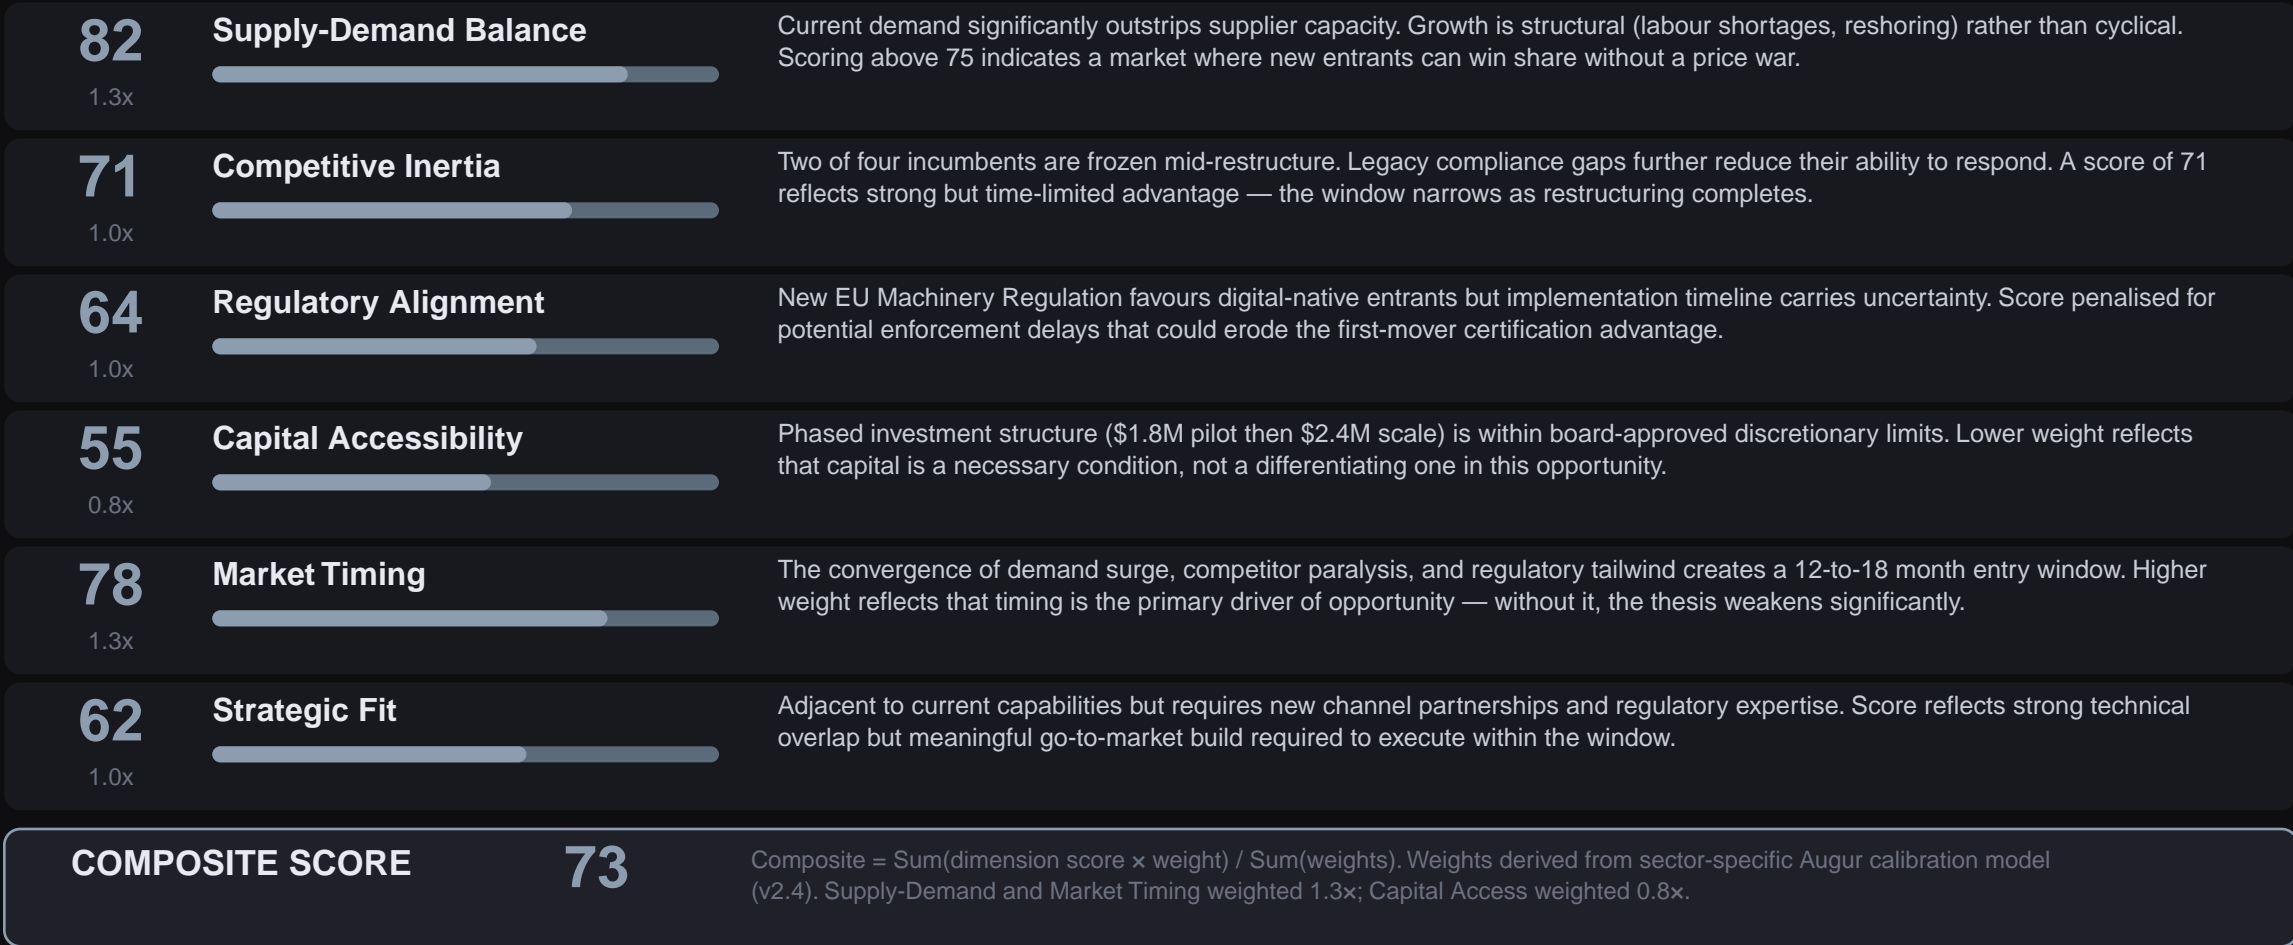 82
Supply-Demand Balance
1.3x
Current demand significantly outstrips supplier capacity. Growth is structural (labour shortages, reshoring) rather than cyclical.
Scoring above 75 indicates a market where new entrants can win share without a price war.
71
Competitive Inertia
1.0x
Two of four incumbents are frozen mid-restructure. Legacy compliance gaps further reduce their ability to respond. A score of 71
reflects strong but time-limited advantage — the window narrows as restructuring completes.
64
Regulatory Alignment
1.0x
New EU Machinery Regulation favours digital-native entrants but implementation timeline carries uncertainty. Score penalised for
potential enforcement delays that could erode the first-mover certification advantage.
55
Capital Accessibility
0.8x
Phased investment structure ($1.8M pilot then $2.4M scale) is within board-approved discretionary limits. Lower weight reflects
that capital is a necessary condition, not a differentiating one in this opportunity.
78
Market Timing
1.3x
The convergence of demand surge, competitor paralysis, and regulatory tailwind creates a 12-to-18 month entry window. Higher
weight reflects that timing is the primary driver of opportunity — without it, the thesis weakens significantly.
62
Strategic Fit
1.0x
Adjacent to current capabilities but requires new channel partnerships and regulatory expertise. Score reflects strong technical
overlap but meaningful go-to-market build required to execute within the window.
COMPOSITE SCORE
73
Composite = Sum(dimension score × weight) / Sum(weights). Weights derived from sector-specific Augur calibration model
(v2.4). Supply-Demand and Market Timing weighted 1.3×; Capital Access weighted 0.8×.